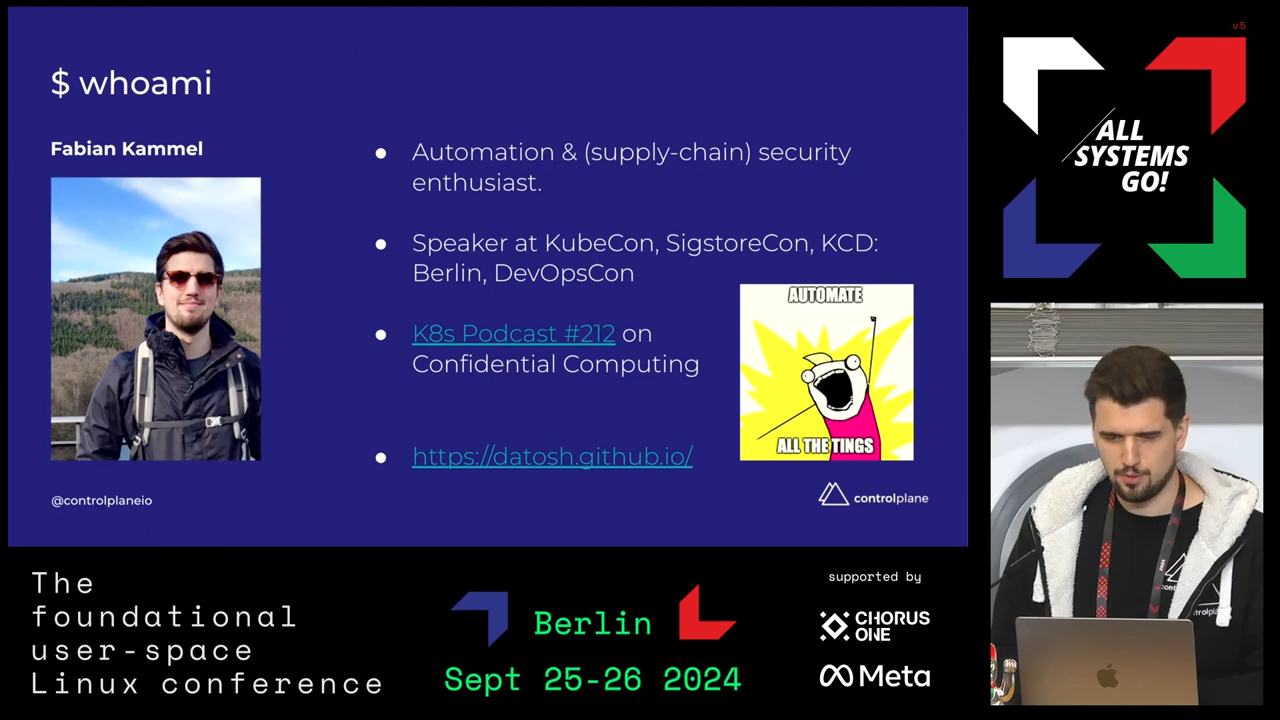 $ whoami
Fabian Kammel
● Automation & (supply-chain) security
enthusiast.
● Speaker at KubeCon, SigstoreCon, KCD:
Berlin, DevOpsCon
● K8s Podcast #212 on
Confidential Computing
● https://datosh.github.io/
AUTOMATE
ALL THE TINGS
@controlplaneio
controlplane
v5
ALL
SYSTEMS
GO!
The
foundational
user-space
Linux conference
Berlin
Sept 25-26 2024
supported by
CHORUS
ONE
Meta